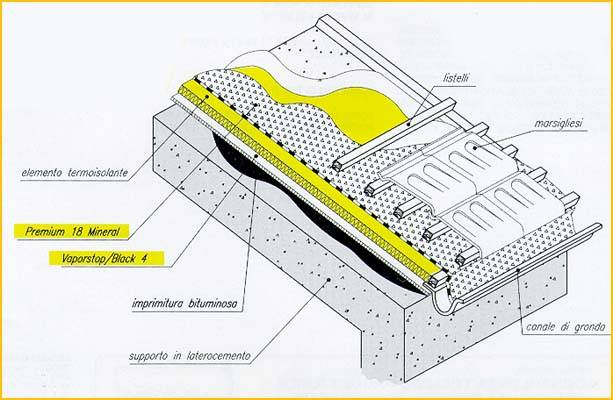 listelli
marsigliesi
elemento termoisolante
Premium 18 Mineral
Vaporstop/Black 4
imprimitura bituminosa
canale di gronda
supporto in laterocemento